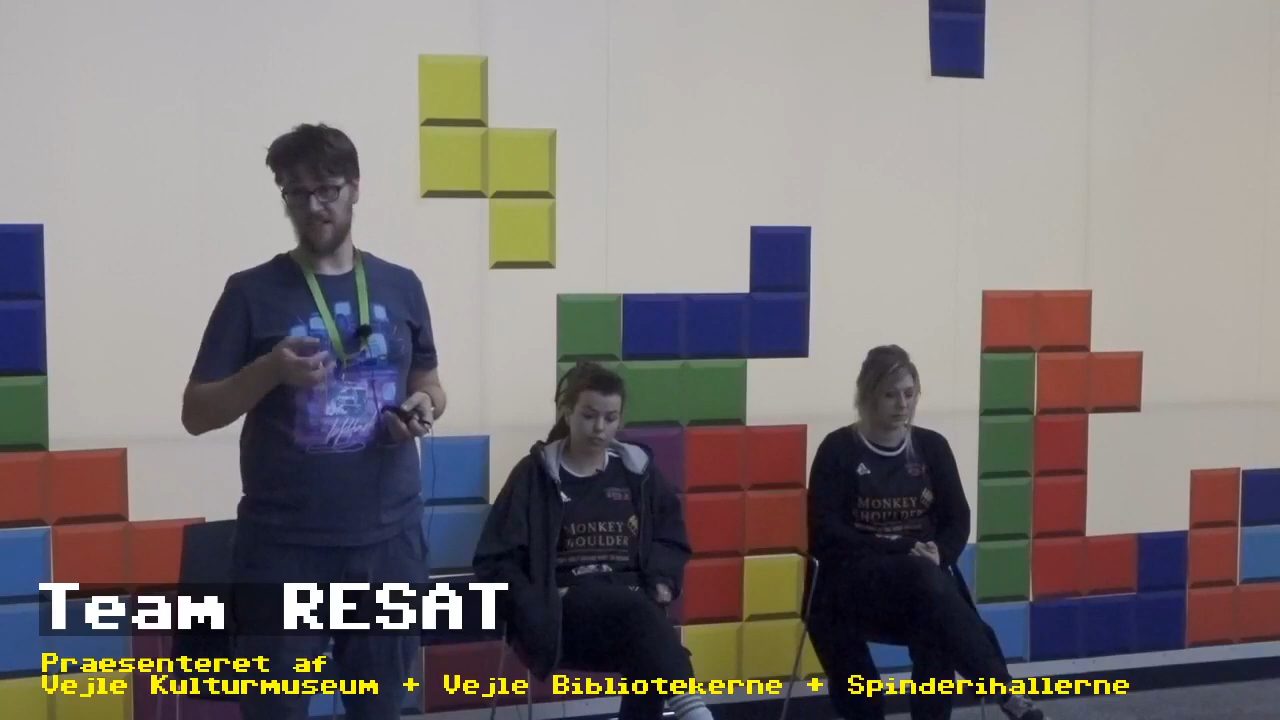 MONKEY
SHOULDER
MONKEY
SHOULDER
Team RESAT
Praesenteret af
Vejle Kulturmuseum + Vejle Bibliotekerne + Spinderihallerne